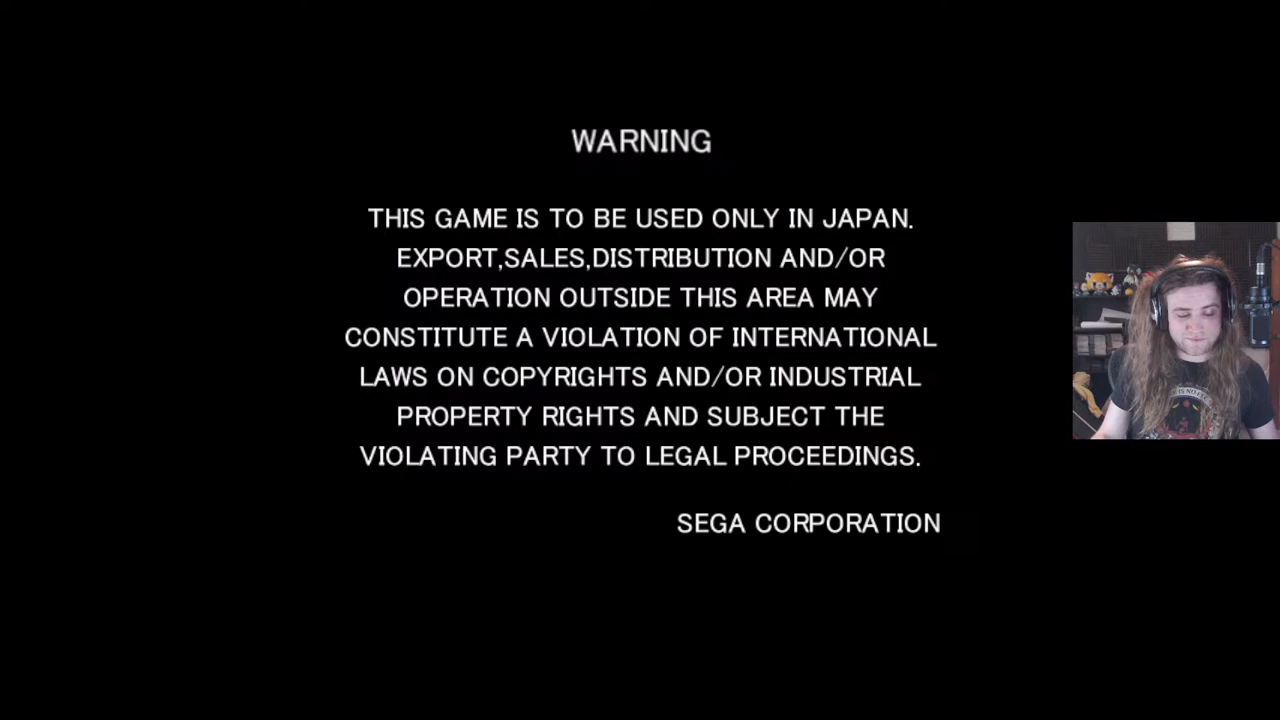 WARNING
THIS GAME IS TO BE USED ONLY IN JAPAN.
EXPORT,SALES,DISTRIBUTION AND/OR
OPERATION OUTSIDE THIS AREA MAY
CONSTITUTE A VIOLATION OF INTERNATIONAL
LAWS ON COPYRIGHTS AND/OR INDUSTRIAL
PROPERTY RIGHTS AND SUBJECT THE
VIOLATING PARTY TO LEGAL PROCEEDINGS.
SEGA CORPORATION